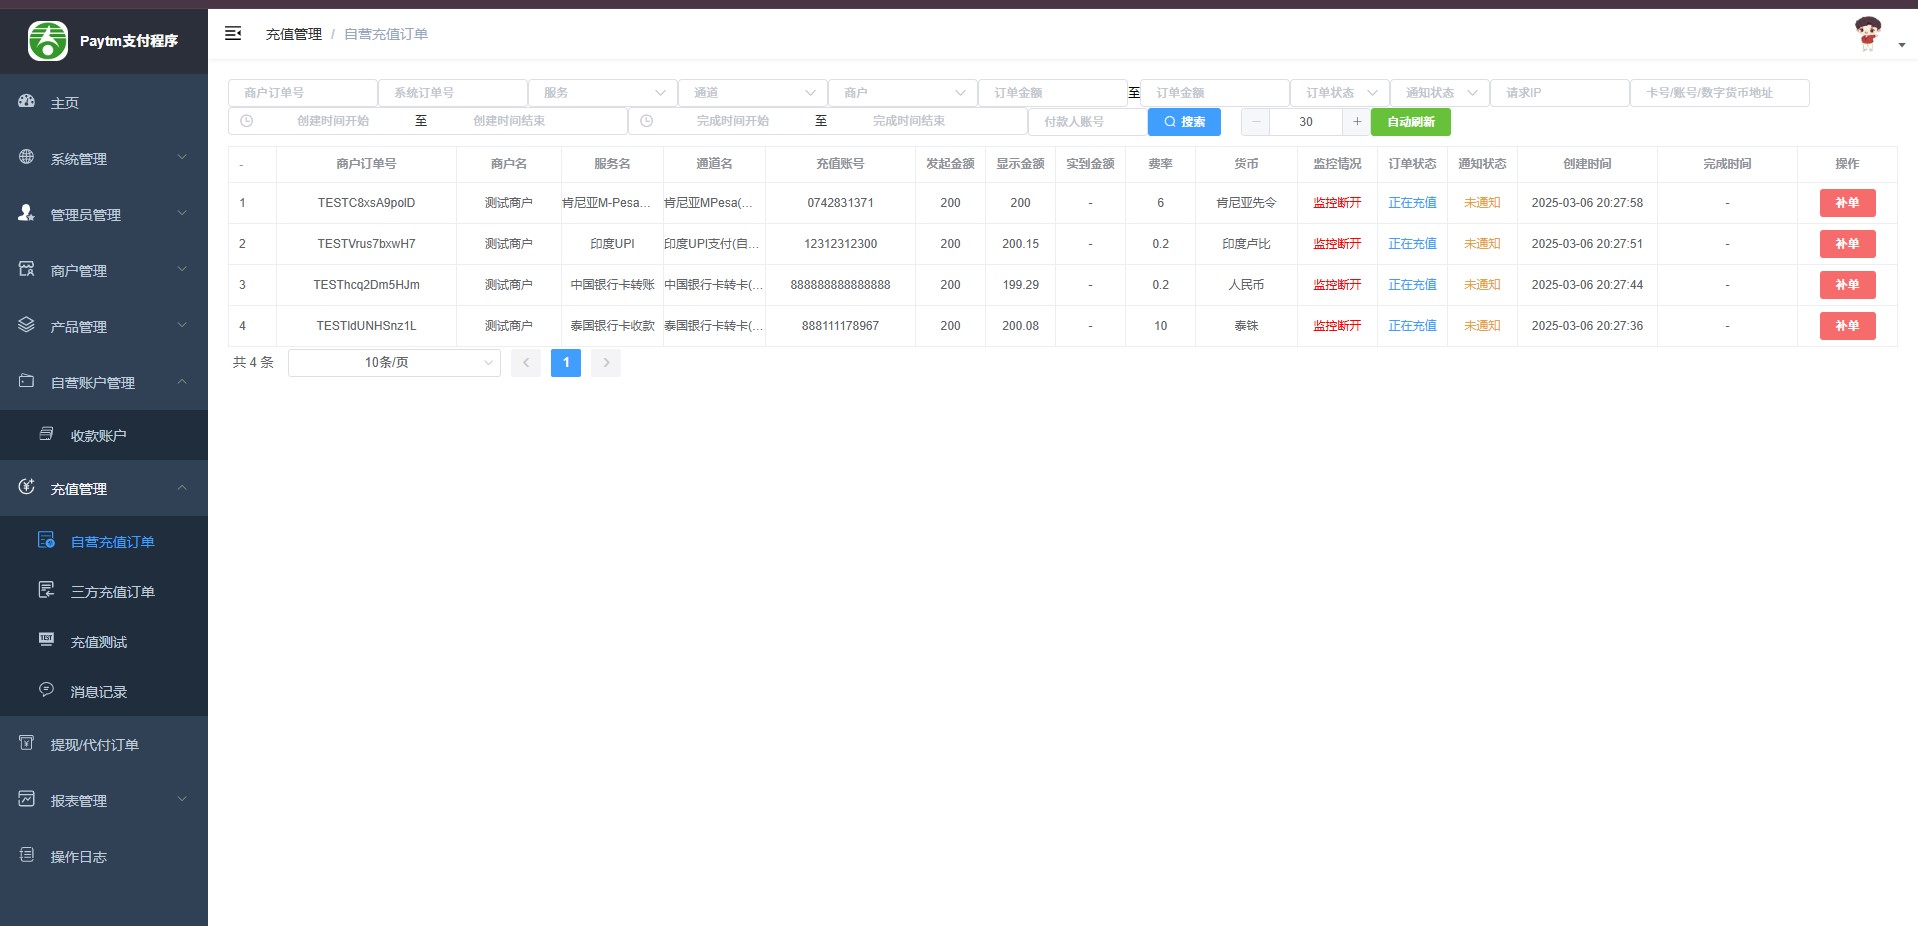 Paytm支付程序
充值管理 / 自营充值订单
主页
系统管理
管理员管理
商户管理
产品管理
自营账户管理
收款账户
充值管理
自营充值订单
三方充值订单
充值测试
消息记录
提现/代付订单
报表管理
操作日志
商户订单号 系统订单号 服务 通道 商户 订单金额 至 订单金额 订单状态 通知状态 请求IP 卡号/账号/数字货币地址
创建时间开始 至 创建时间结束 完成时间开始 至 完成时间结束 付款人账号 搜索 − 30 + 自动刷新
- 商户订单号 商户名 服务名 通道名 充值账号 发起金额 显示金额 实到金额 费率 货币 监控情况 订单状态 通知状态 创建时间 完成时间 操作
1 TESTC8xsA9polD 测试商户 肯尼亚M-Pesa... 肯尼亚MPesa(... 0742831371 200 200 - 6 肯尼亚先令 监控断开 正在充值 未通知 2025-03-06 20:27:58 - 补单
2 TESTVrus7bxwH7 测试商户 印度UPI 印度UPI支付(自... 12312312300 200 200.15 - 0.2 印度卢比 监控断开 正在充值 未通知 2025-03-06 20:27:51 - 补单
3 TESThcq2Dm5HJm 测试商户 中国银行卡转账 中国银行卡转卡(... 888888888888888 200 199.29 - 0.2 人民币 监控断开 正在充值 未通知 2025-03-06 20:27:44 - 补单
4 TESTIdUNHSnz1L 测试商户 泰国银行卡收款 泰国银行卡转卡(... 888111178967 200 200.08 - 10 泰铢 监控断开 正在充值 未通知 2025-03-06 20:27:36 - 补单
共 4 条 10条/页 < 1 >